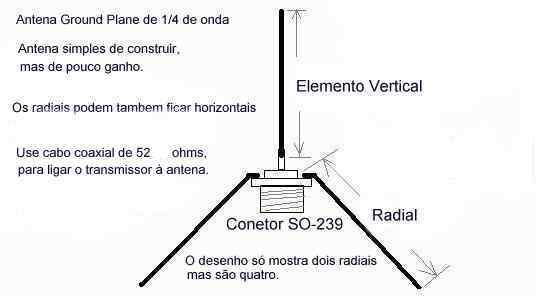 Antena Ground Plane de 1/4 de onda
Antena simples de construir,
mas de pouco ganho.
Elemento Vertical
Os radiais podem tambem ficar horizontais
Use cabo coaxial de 52 ohms,
para ligar o transmissor à antena.
Radial
Conetor SO-239
O desenho só mostra dois radiais
mas são quatro.